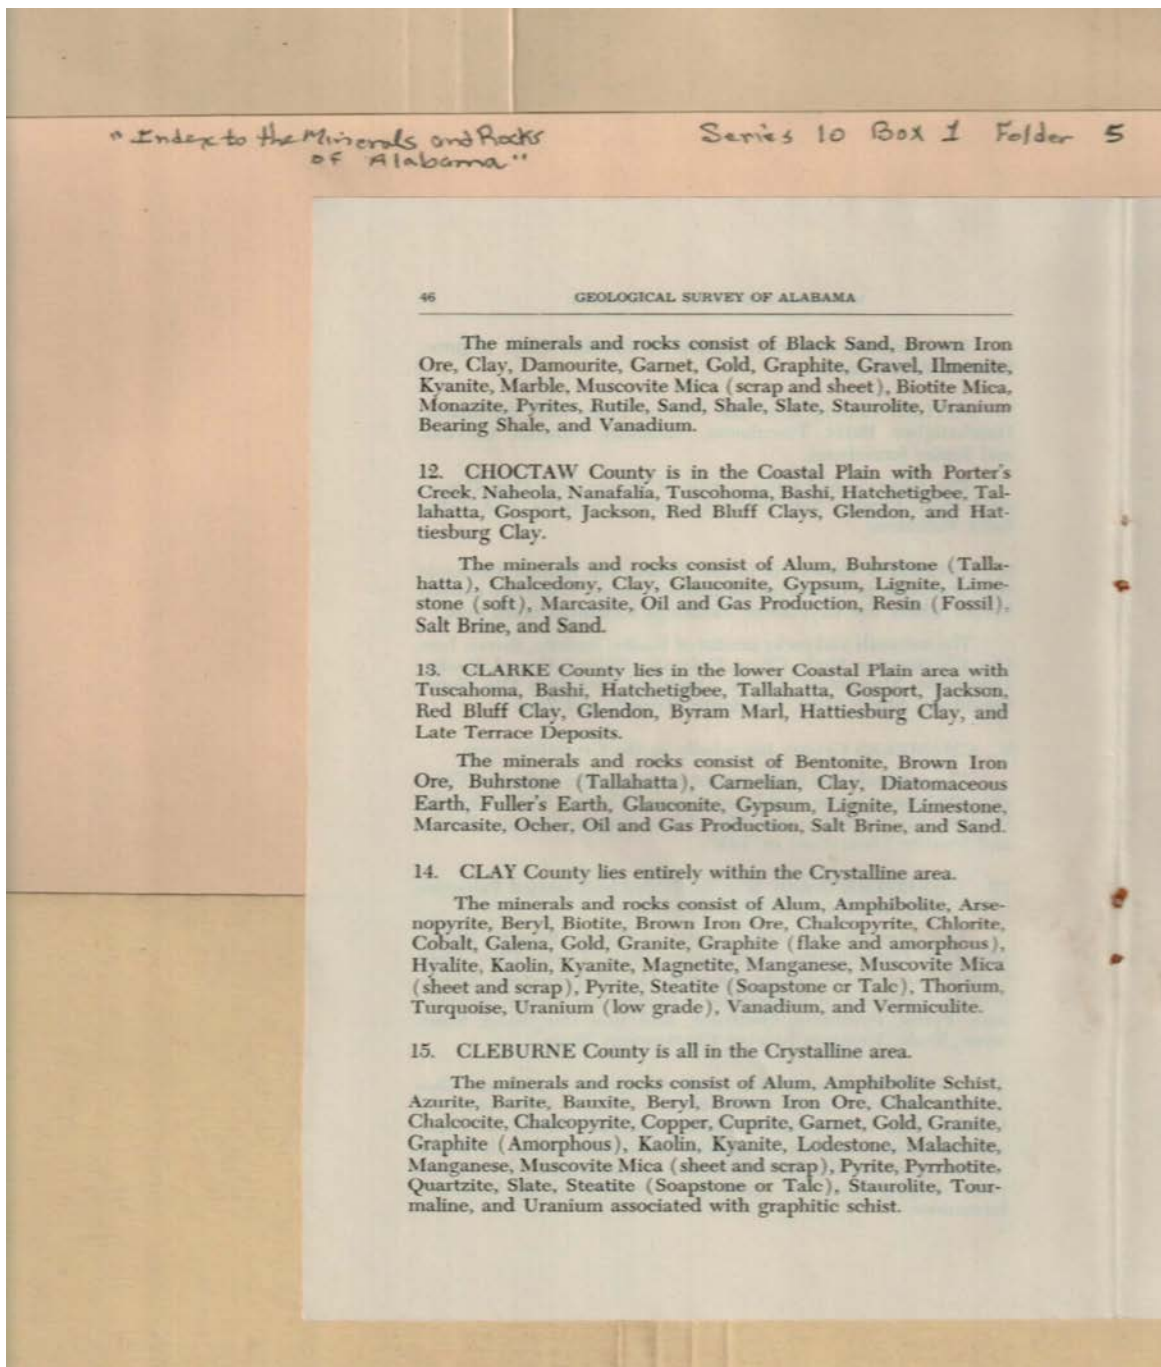 "Index to the Minerals and Rocks
of Alabama"
Series 10 Box 1 Folder 5
46 GEOLOGICAL SURVEY OF ALABAMA
The minerals and rocks consist of Black Sand, Brown Iron
Ore, Clay, Damourite, Garnet, Gold, Graphite, Gravel, Ilmenite,
Kyanite, Marble, Muscovite Mica (scrap and sheet), Biotite Mica,
Monazite, Pyrites, Rutile, Sand, Shale, Slate, Staurolite, Uranium
Bearing Shale, and Vanadium.
12. CHOCTAW County is in the Coastal Plain with Porter's
Creek, Naheola, Nanafalia, Tuscohoma, Bashi, Hatchetigbee, Tal-
lahatta, Gosport, Jackson, Red Bluff Clays, Glendon, and Hat-
tiesburg Clay.
The minerals and rocks consist of Alum, Buhrstone (Talla-
hatta), Chalcedony, Clay, Glauconite, Gypsum, Lignite, Lime-
stone (soft), Marcasite, Oil and Gas Production, Resin (Fossil),
Salt Brine, and Sand.
13. CLARKE County lies in the lower Coastal Plain area with
Tuscahoma, Bashi, Hatchetigbee, Tallahatta, Gosport, Jackson,
Red Bluff Clay, Glendon, Byram Marl, Hattiesburg Clay, and
Late Terrace Deposits.
The minerals and rocks consist of Bentonite, Brown Iron
Ore, Buhrstone (Tallahatta), Carnelian, Clay, Diatomaceous
Earth, Fuller's Earth, Glauconite, Gypsum, Lignite, Limestone,
Marcasite, Ocher, Oil and Gas Production, Salt Brine, and Sand.
14. CLAY County lies entirely within the Crystalline area.
The minerals and rocks consist of Alum, Amphibolite, Arse-
nopyrite, Beryl, Biotite, Brown Iron Ore, Chalcopyrite, Chlorite,
Cobalt, Galena, Gold, Granite, Graphite (flake and amorphous),
Hyalite, Kaolin, Kyanite, Magnetite, Manganese, Muscovite Mica
(sheet and scrap), Pyrite, Steatite (Soapstone or Talc), Thorium,
Turquoise, Uranium (low grade), Vanadium, and Vermiculite.
15. CLEBURNE County is all in the Crystalline area.
The minerals and rocks consist of Alum, Amphibolite Schist,
Azurite, Barite, Bauxite, Beryl, Brown Iron Ore, Chalcanthite,
Chalcocite, Chalcopyrite, Copper, Cuprite, Garnet, Gold, Granite,
Graphite (Amorphous), Kaolin, Kyanite, Lodestone, Malachite,
Manganese, Muscovite Mica (sheet and scrap), Pyrite, Pyrrhotite,
Quartzite, Slate, Steatite (Soapstone or Talc), Staurolite, Tour-
maline, and Uranium associated with graphitic schist.